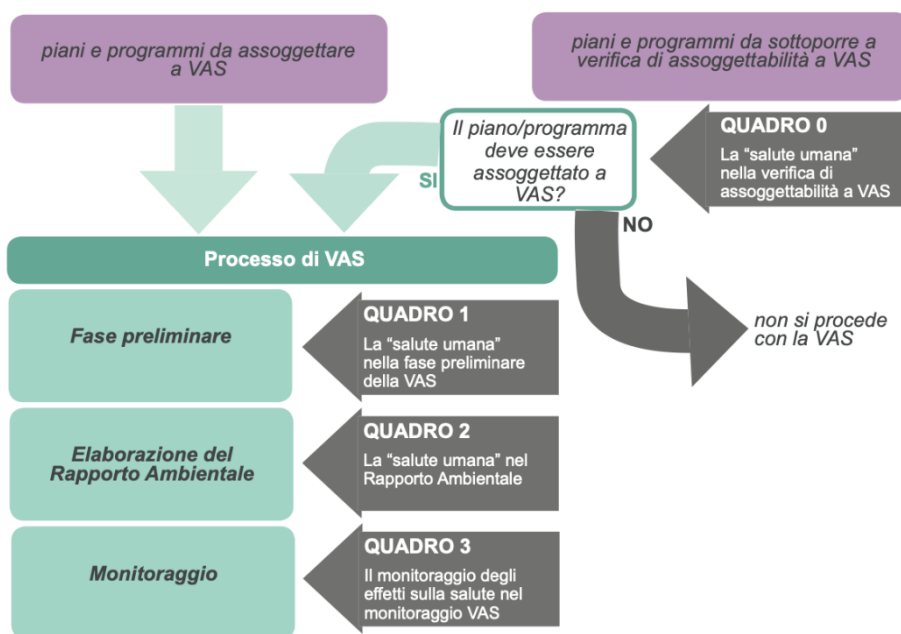 piani e programmi da assoggettare
a VAS
piani e programmi da sottoporre a
verifica di assoggettabilità a VAS
Il piano/programma
deve essere
assoggettato a
VAS?
SI
NO
QUADRO 0
La “salute umana”
nella verifica di
assoggettabilità a VAS
Processo di VAS
non si procede
con la VAS
Fase preliminare
QUADRO 1
La “salute umana”
nella fase preliminare
della VAS
Elaborazione del
Rapporto Ambientale
QUADRO 2
La “salute umana” nel
Rapporto Ambientale
Monitoraggio
QUADRO 3
Il monitoraggio degli
effetti sulla salute nel
monitoraggio VAS